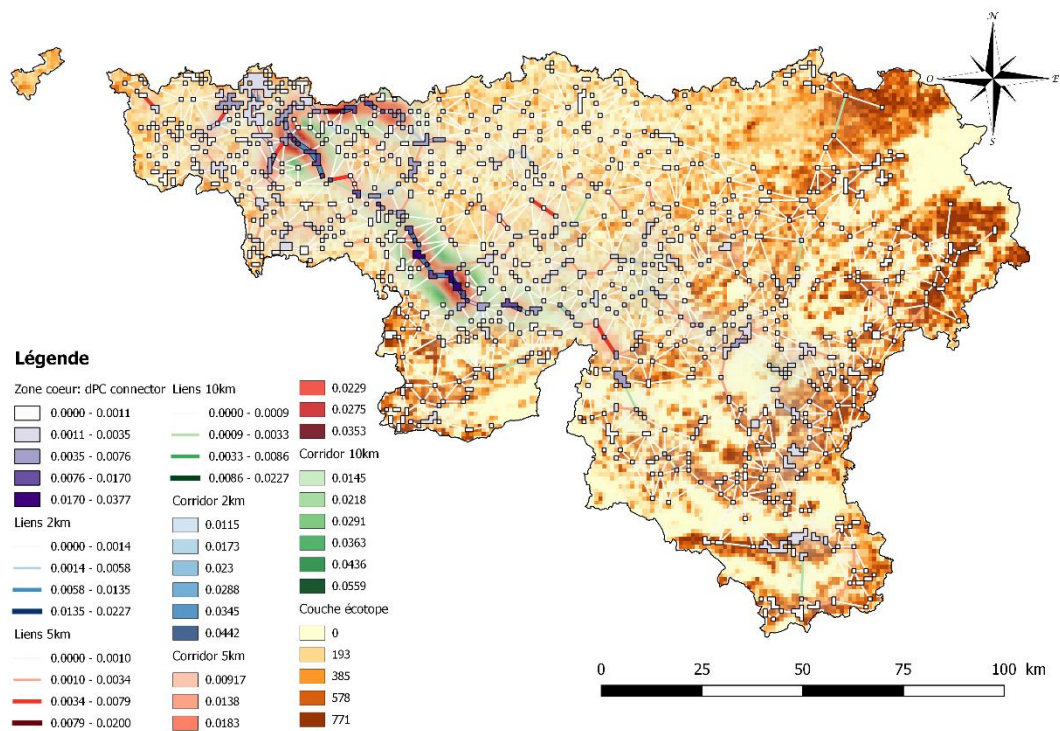 N
O
E
S
Légende
Zone coeur: dPC connector
0.0000 - 0.0011
0.0011 - 0.0035
0.0035 - 0.0076
0.0076 - 0.0170
0.0170 - 0.0377
Liens 2km
0.0000 - 0.0014
0.0014 - 0.0058
0.0058 - 0.0135
0.0135 - 0.0227
Liens 5km
0.0000 - 0.0010
0.0010 - 0.0034
0.0034 - 0.0079
0.0079 - 0.0200
Liens 10km
0.0000 - 0.0009
0.0009 - 0.0033
0.0033 - 0.0086
0.0086 - 0.0227
Corridor 2km
0.0115
0.0173
0.023
0.0288
0.0345
0.0442
Corridor 5km
0.00917
0.0138
0.0183
0.0229
0.0275
0.0353
Corridor 10km
0.0145
0.0218
0.0291
0.0363
0.0436
0.0559
Couche écotope
0
193
385
578
771
0 25 50 75 100 km